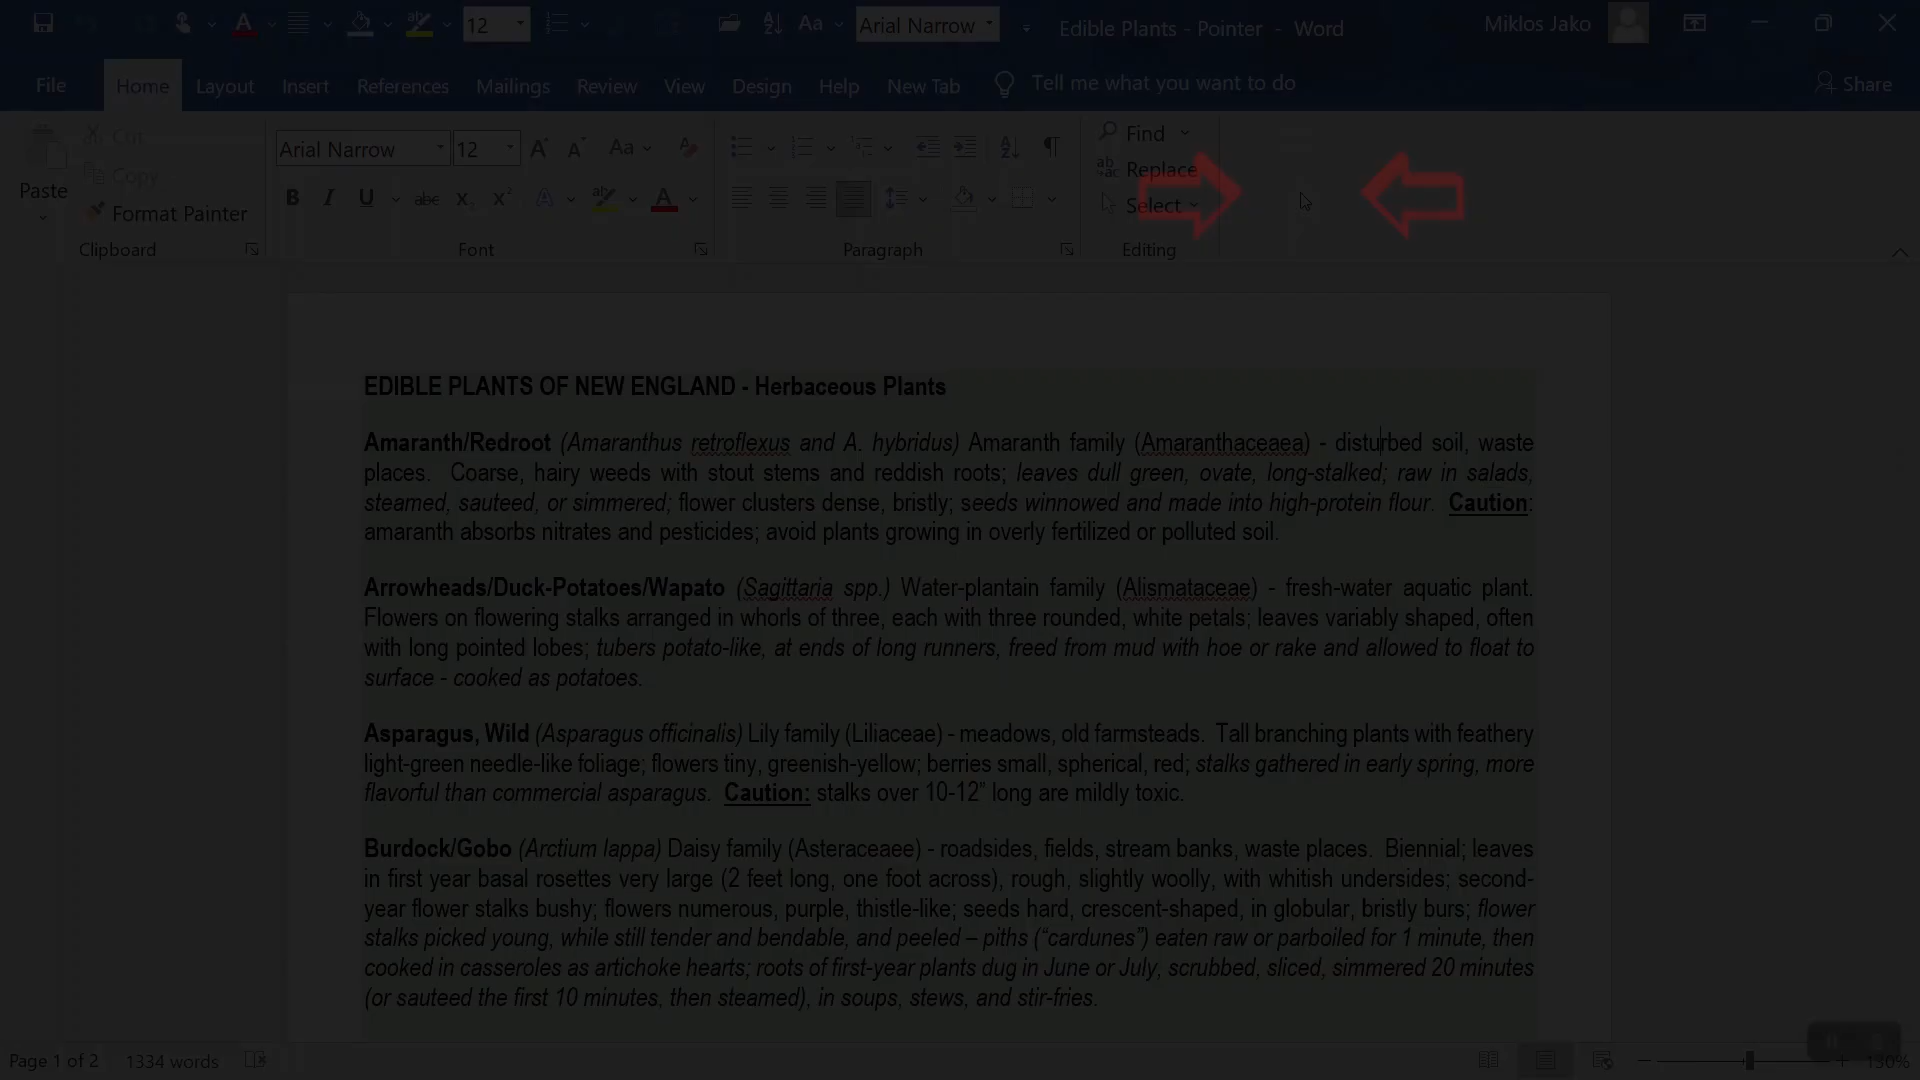 12
Aa
Arial Narrow
Edible Plants - Pointer - Word
Miklos Jako
File
Home
Layout
Insert
References
Mailings
Review
View
Design
Help
New Tab
Tell me what you want to do
Share
Paste
Cut
Copy
Format Painter
Clipboard
Arial Narrow
12
Aa
B I U abc X₂ X²
Font
Paragraph
Find
Replace
Select
Editing
EDIBLE PLANTS OF NEW ENGLAND - Herbaceous Plants
Amaranth/Redroot (Amaranthus retroflexus and A. hybridus) Amaranth family (Amaranthaceaea) - disturbed soil, waste
places. Coarse, hairy weeds with stout stems and reddish roots; leaves dull green, ovate, long-stalked; raw in salads,
steamed, sauteed, or simmered; flower clusters dense, bristly; seeds winnowed and made into high-protein flour. Caution:
amaranth absorbs nitrates and pesticides; avoid plants growing in overly fertilized or polluted soil.
Arrowheads/Duck-Potatoes/Wapato (Sagittaria spp.) Water-plantain family (Alismataceae) - fresh-water aquatic plant.
Flowers on flowering stalks arranged in whorls of three, each with three rounded, white petals; leaves variably shaped, often
with long pointed lobes; tubers potato-like, at ends of long runners, freed from mud with hoe or rake and allowed to float to
surface - cooked as potatoes.
Asparagus, Wild (Asparagus officinalis) Lily family (Liliaceae) - meadows, old farmsteads. Tall branching plants with feathery
light-green needle-like foliage; flowers tiny, greenish-yellow; berries small, spherical, red; stalks gathered in early spring, more
flavorful than commercial asparagus. Caution: stalks over 10-12” long are mildly toxic.
Burdock/Gobo (Arctium lappa) Daisy family (Asteraceaee) - roadsides, fields, stream banks, waste places. Biennial; leaves
in first year basal rosettes very large (2 feet long, one foot across), rough, slightly woolly, with whitish undersides; second-
year flower stalks bushy; flowers numerous, purple, thistle-like; seeds hard, crescent-shaped, in globular, bristly burs; flower
stalks picked young, while still tender and bendable, and peeled – piths (“cardunes”) eaten raw or parboiled for 1 minute, then
cooked in casseroles as artichoke hearts; roots of first-year plants dug in June or July, scrubbed, sliced, simmered 20 minutes
(or sauteed the first 10 minutes, then steamed), in soups, stews, and stir-fries.
Page 1 of 2
1334 words
130%